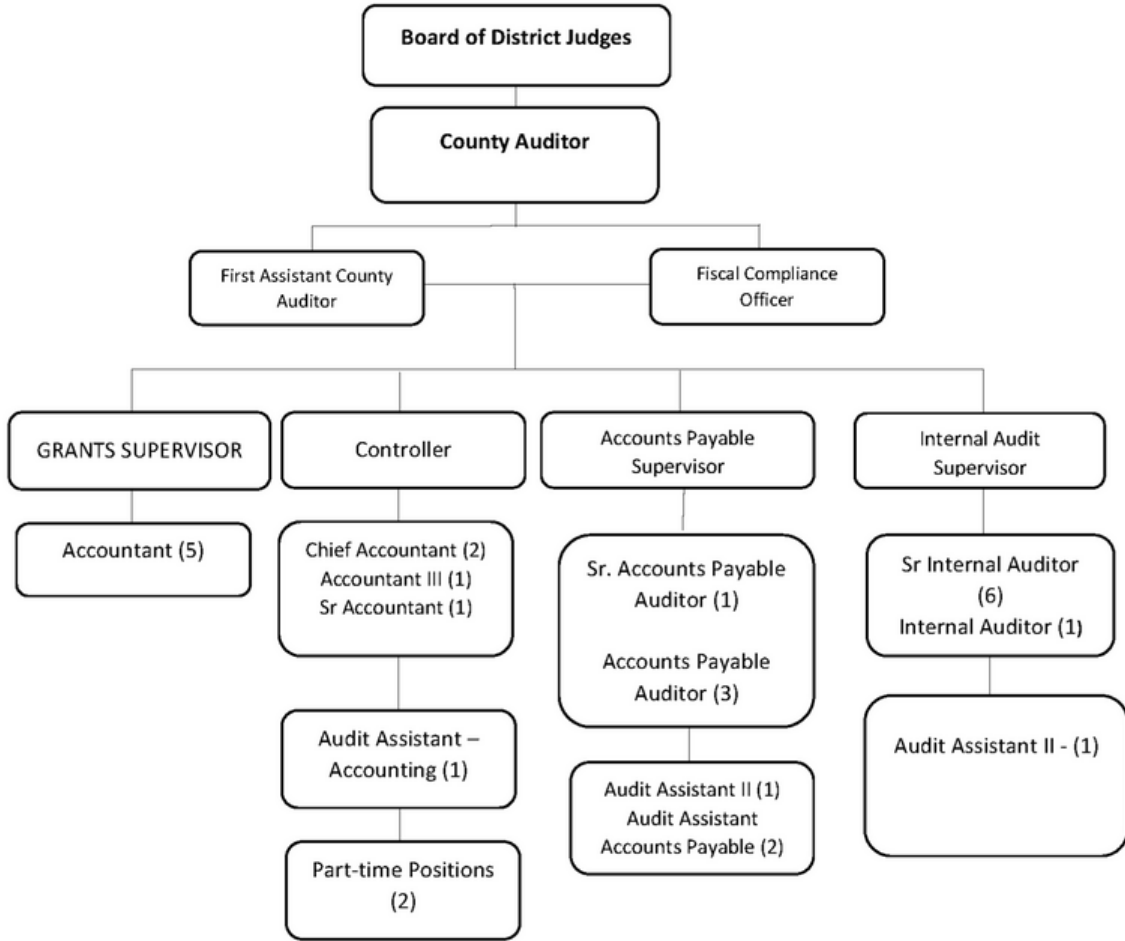 Board of District Judges
County Auditor
First Assistant County
Auditor
Fiscal Compliance
Officer
GRANTS SUPERVISOR
Controller
Accounts Payable
Supervisor
Internal Audit
Supervisor
Accountant (5)
Chief Accountant (2)
Accountant III (1)
Sr Accountant (1)
Sr. Accounts Payable
Auditor (1)
Accounts Payable
Auditor (3)
Sr Internal Auditor
(6)
Internal Auditor (1)
Audit Assistant –
Accounting (1)
Audit Assistant II (1)
Audit Assistant
Accounts Payable (2)
Audit Assistant II - (1)
Part-time Positions
(2)